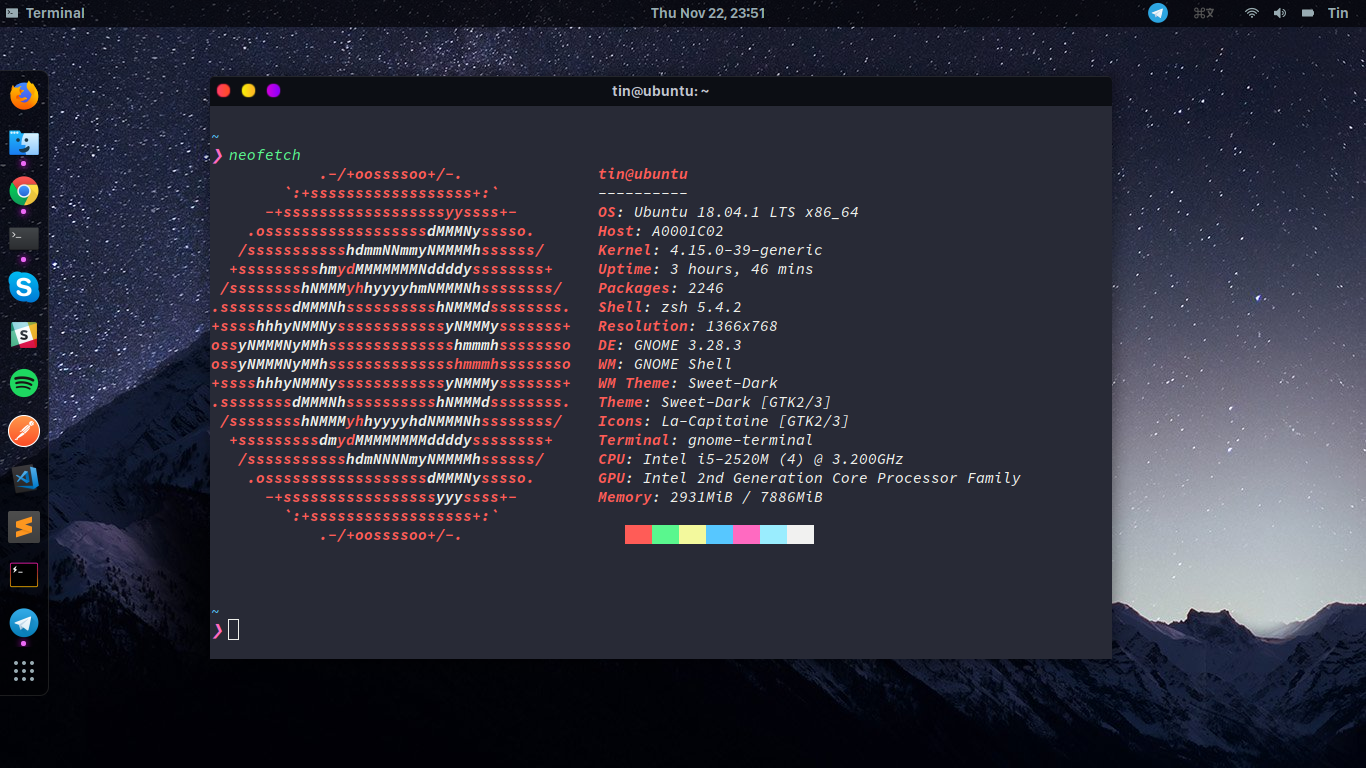 Terminal
Thu Nov 22, 23:51
Tin
tin@ubuntu: ~
~
❯ neofetch
.-/+oossssoo+/-.
`:+ssssssssssssssssss+:`
-+ssssssssssssssssssyyssss+-
.ossssssssssssssssssdMMMNysssso.
/ssssssssssshdmmNNmmyNMMMMhssssss/
+ssssssssshmydMMMMMMMNddddyssssssss+
/sssssssshNMMMyhhyyyyhmNMMMNhssssssss/
.ssssssssdMMMNhsssssssssshNMMMdssssssss.
+sssshhhyNMMNyssssssssssssyNMMMysssssss+
ossyNMMMNyMMhsssssssssssssshmmmhssssssso
ossyNMMMNyMMhsssssssssssssshmmmhssssssso
+sssshhhyNMMNyssssssssssssyNMMMysssssss+
.ssssssssdMMMNhsssssssssshNMMMdssssssss.
/sssssssshNMMMyhhyyyyhdNMMMNhssssssss/
+sssssssssdmydMMMMMMMMddddyssssssss+
/ssssssssssshdmNNNNmyNMMMMhssssss/
.ossssssssssssssssssdMMMNysssso.
-+sssssssssssssssssyyyssss+-
`:+ssssssssssssssssss+:`
.-/+oossssoo+/-.
tin@ubuntu
----------
OS: Ubuntu 18.04.1 LTS x86_64
Host: A0001C02
Kernel: 4.15.0-39-generic
Uptime: 3 hours, 46 mins
Packages: 2246
Shell: zsh 5.4.2
Resolution: 1366x768
DE: GNOME 3.28.3
WM: GNOME Shell
WM Theme: Sweet-Dark
Theme: Sweet-Dark [GTK2/3]
Icons: La-Capitaine [GTK2/3]
Terminal: gnome-terminal
CPU: Intel i5-2520M (4) @ 3.200GHz
GPU: Intel 2nd Generation Core Processor Family
Memory: 2931MiB / 7886MiB
~
❯